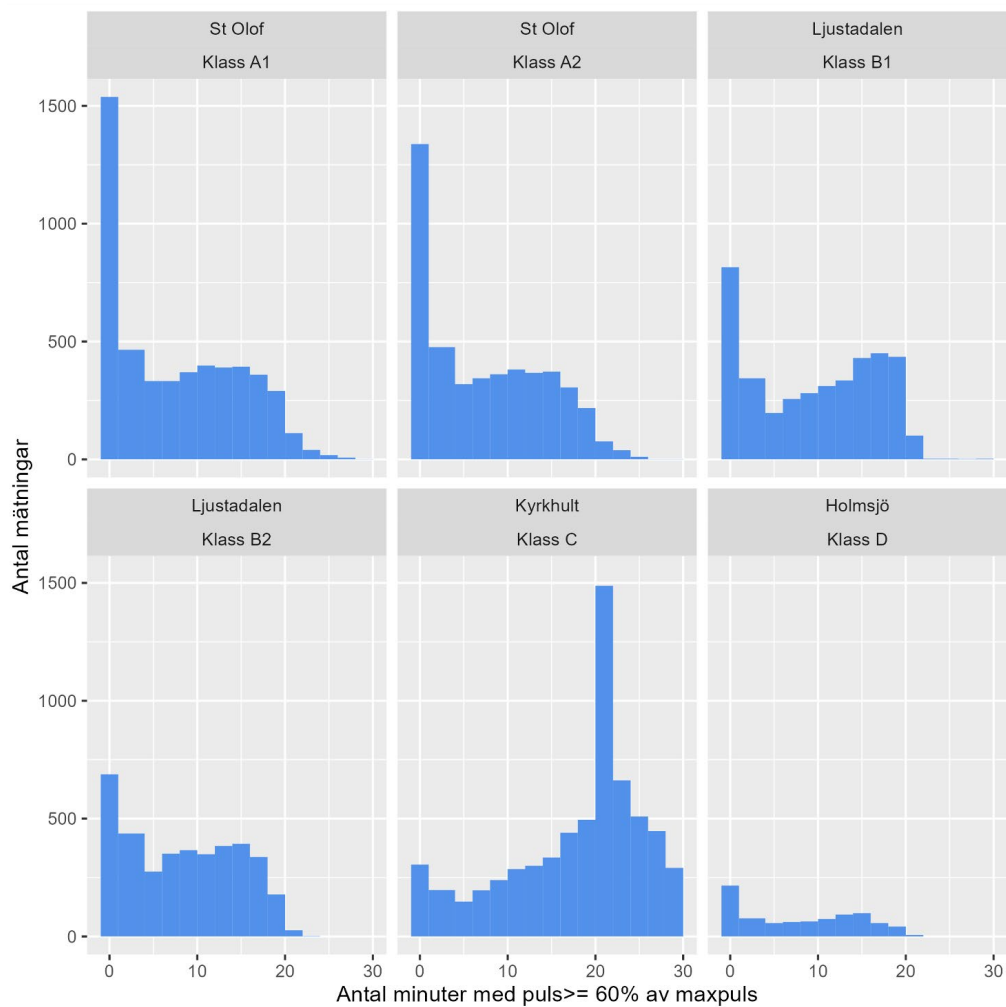 St Olof
Klass A1
St Olof
Klass A2
Ljustadalen
Klass B1
1500
1000
500
0
Ljustadalen
Klass B2
Kyrkhult
Klass C
Holmsjö
Klass D
1500
1000
500
0
0 10 20 30
0 10 20 30
0 10 20 30
Antal minuter med puls>= 60% av maxpuls
Antal mätningar